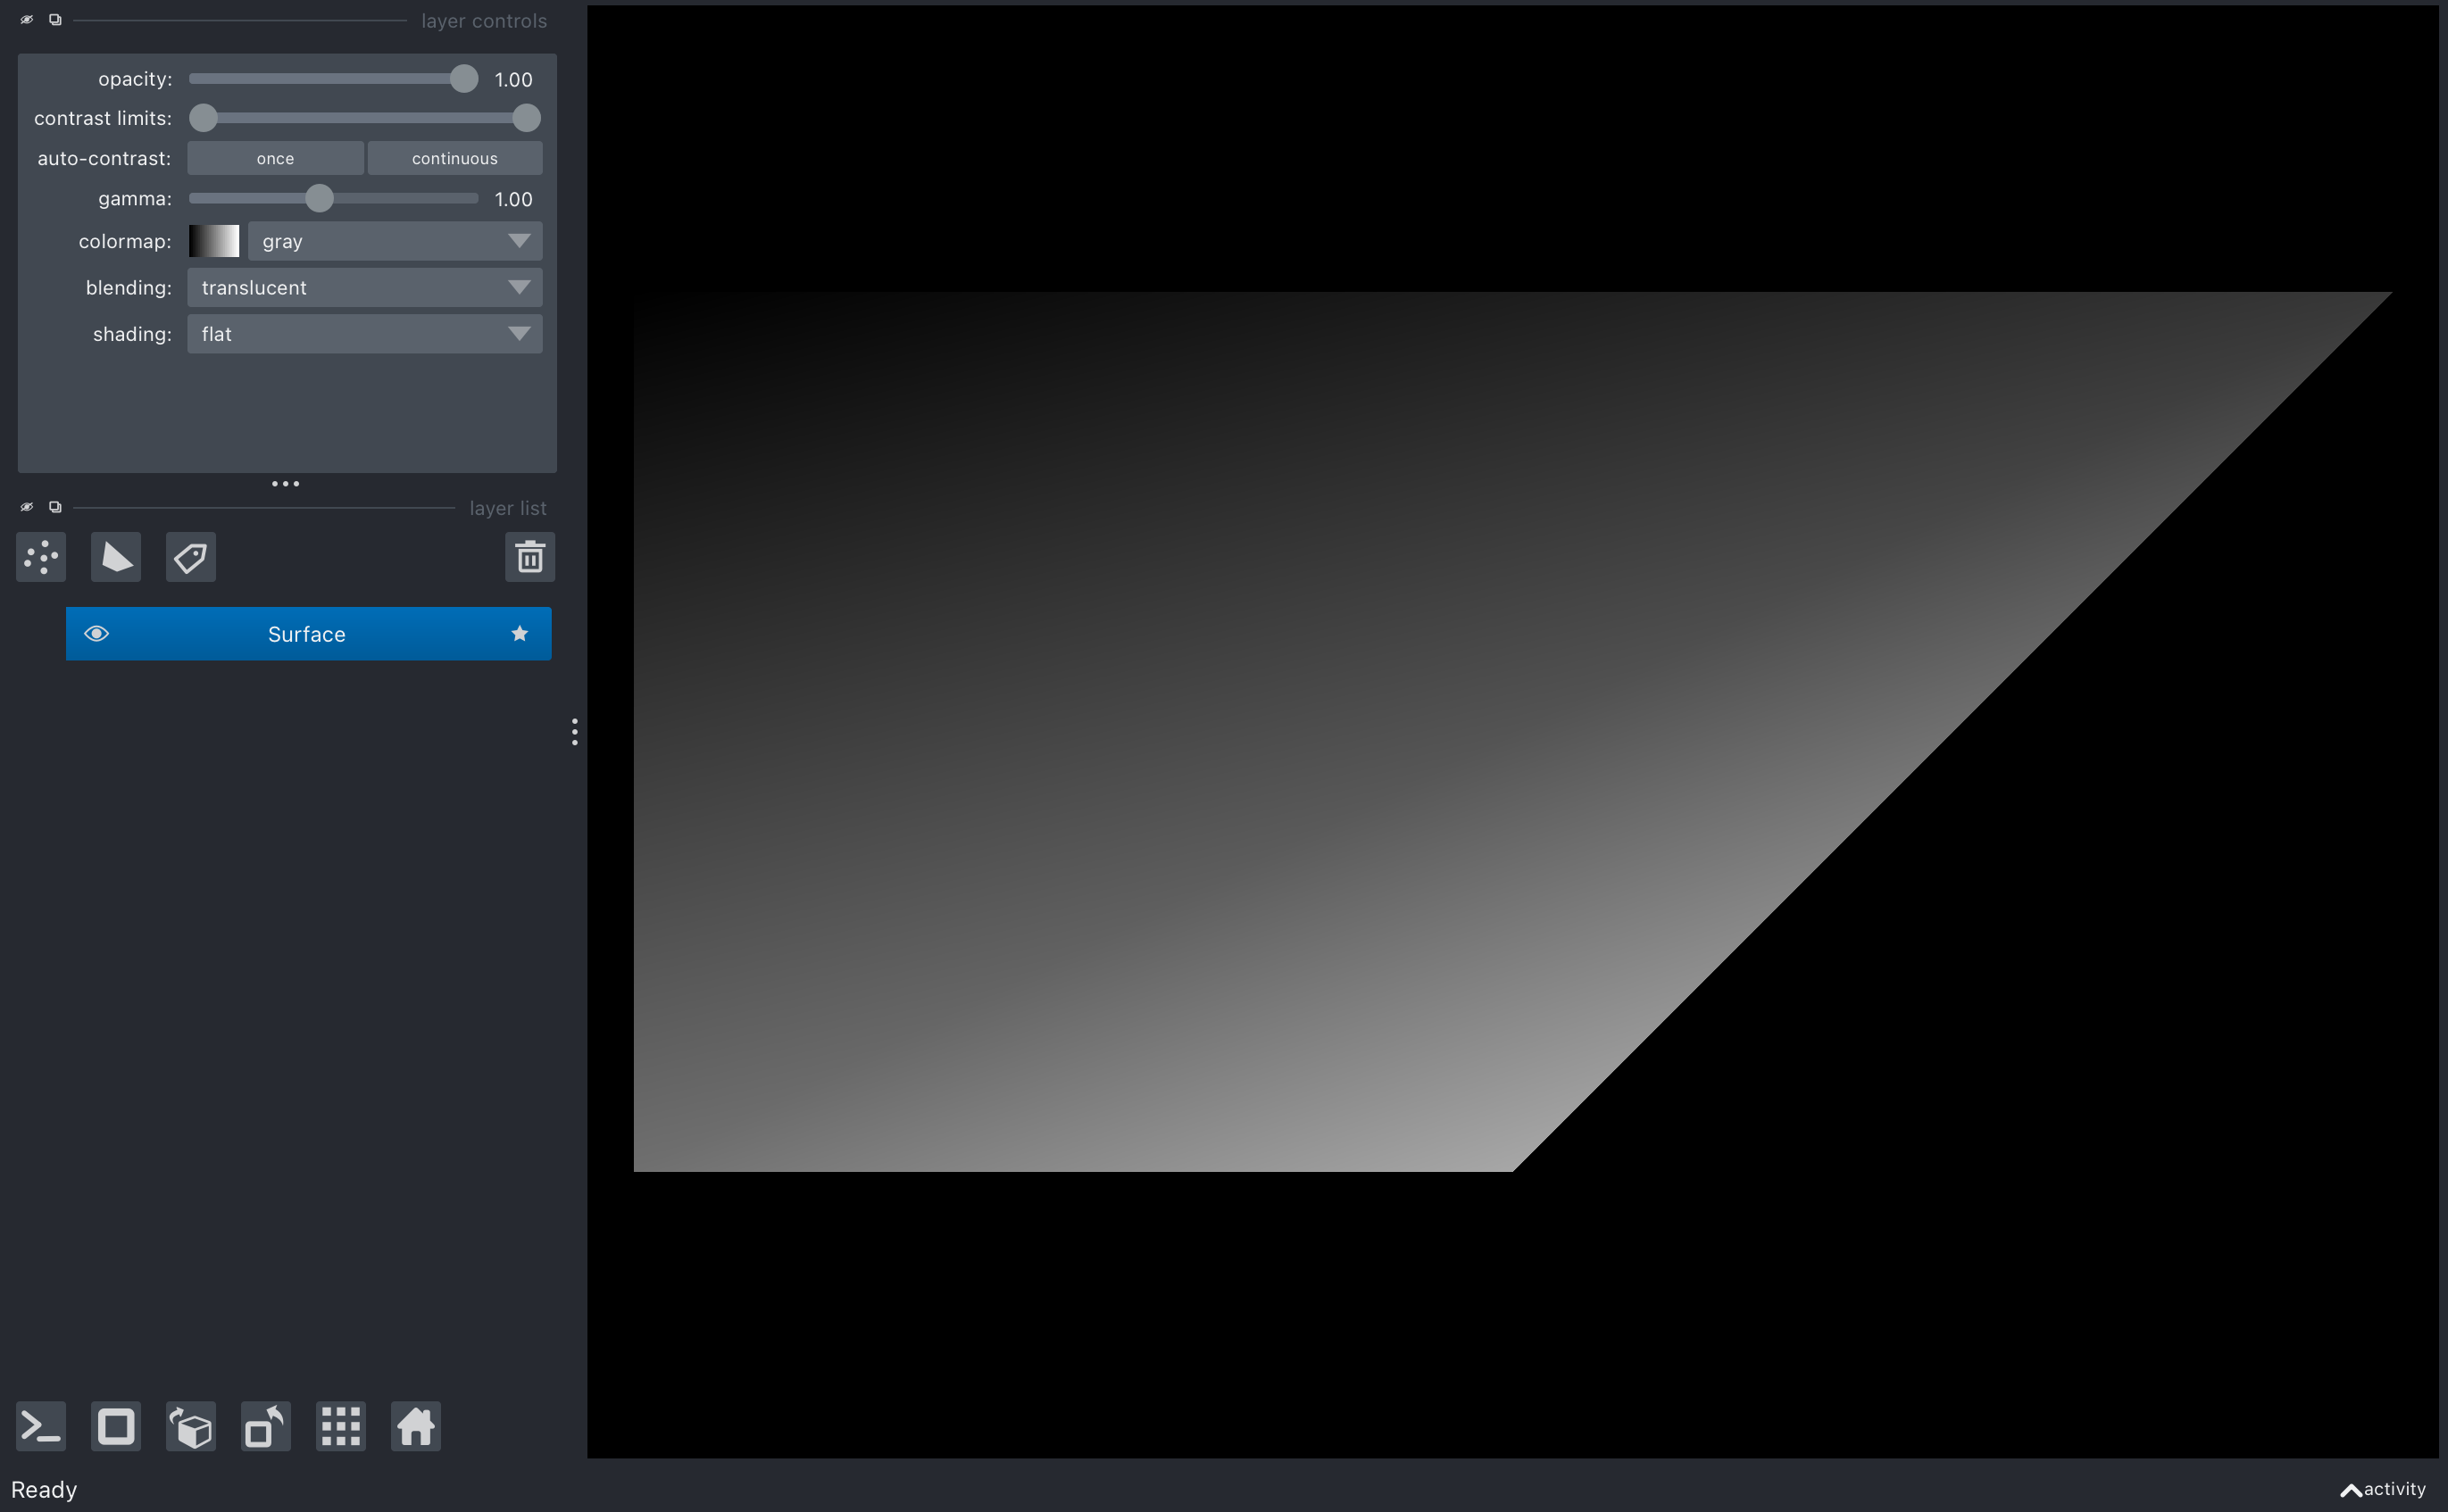 layer controls
opacity: 1.00
contrast limits:
auto-contrast: once continuous
gamma: 1.00
colormap: gray
blending: translucent
shading: flat
layer list
Surface
Ready
activity